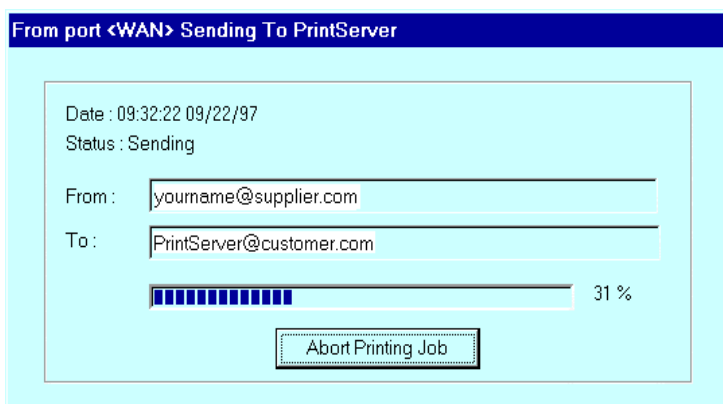 From port <WAN> Sending To PrintServer
Date : 09:32:22 09/22/97
Status : Sending
From : yourname@supplier.com
To : PrintServer@customer.com
31 %
Abort Printing Job